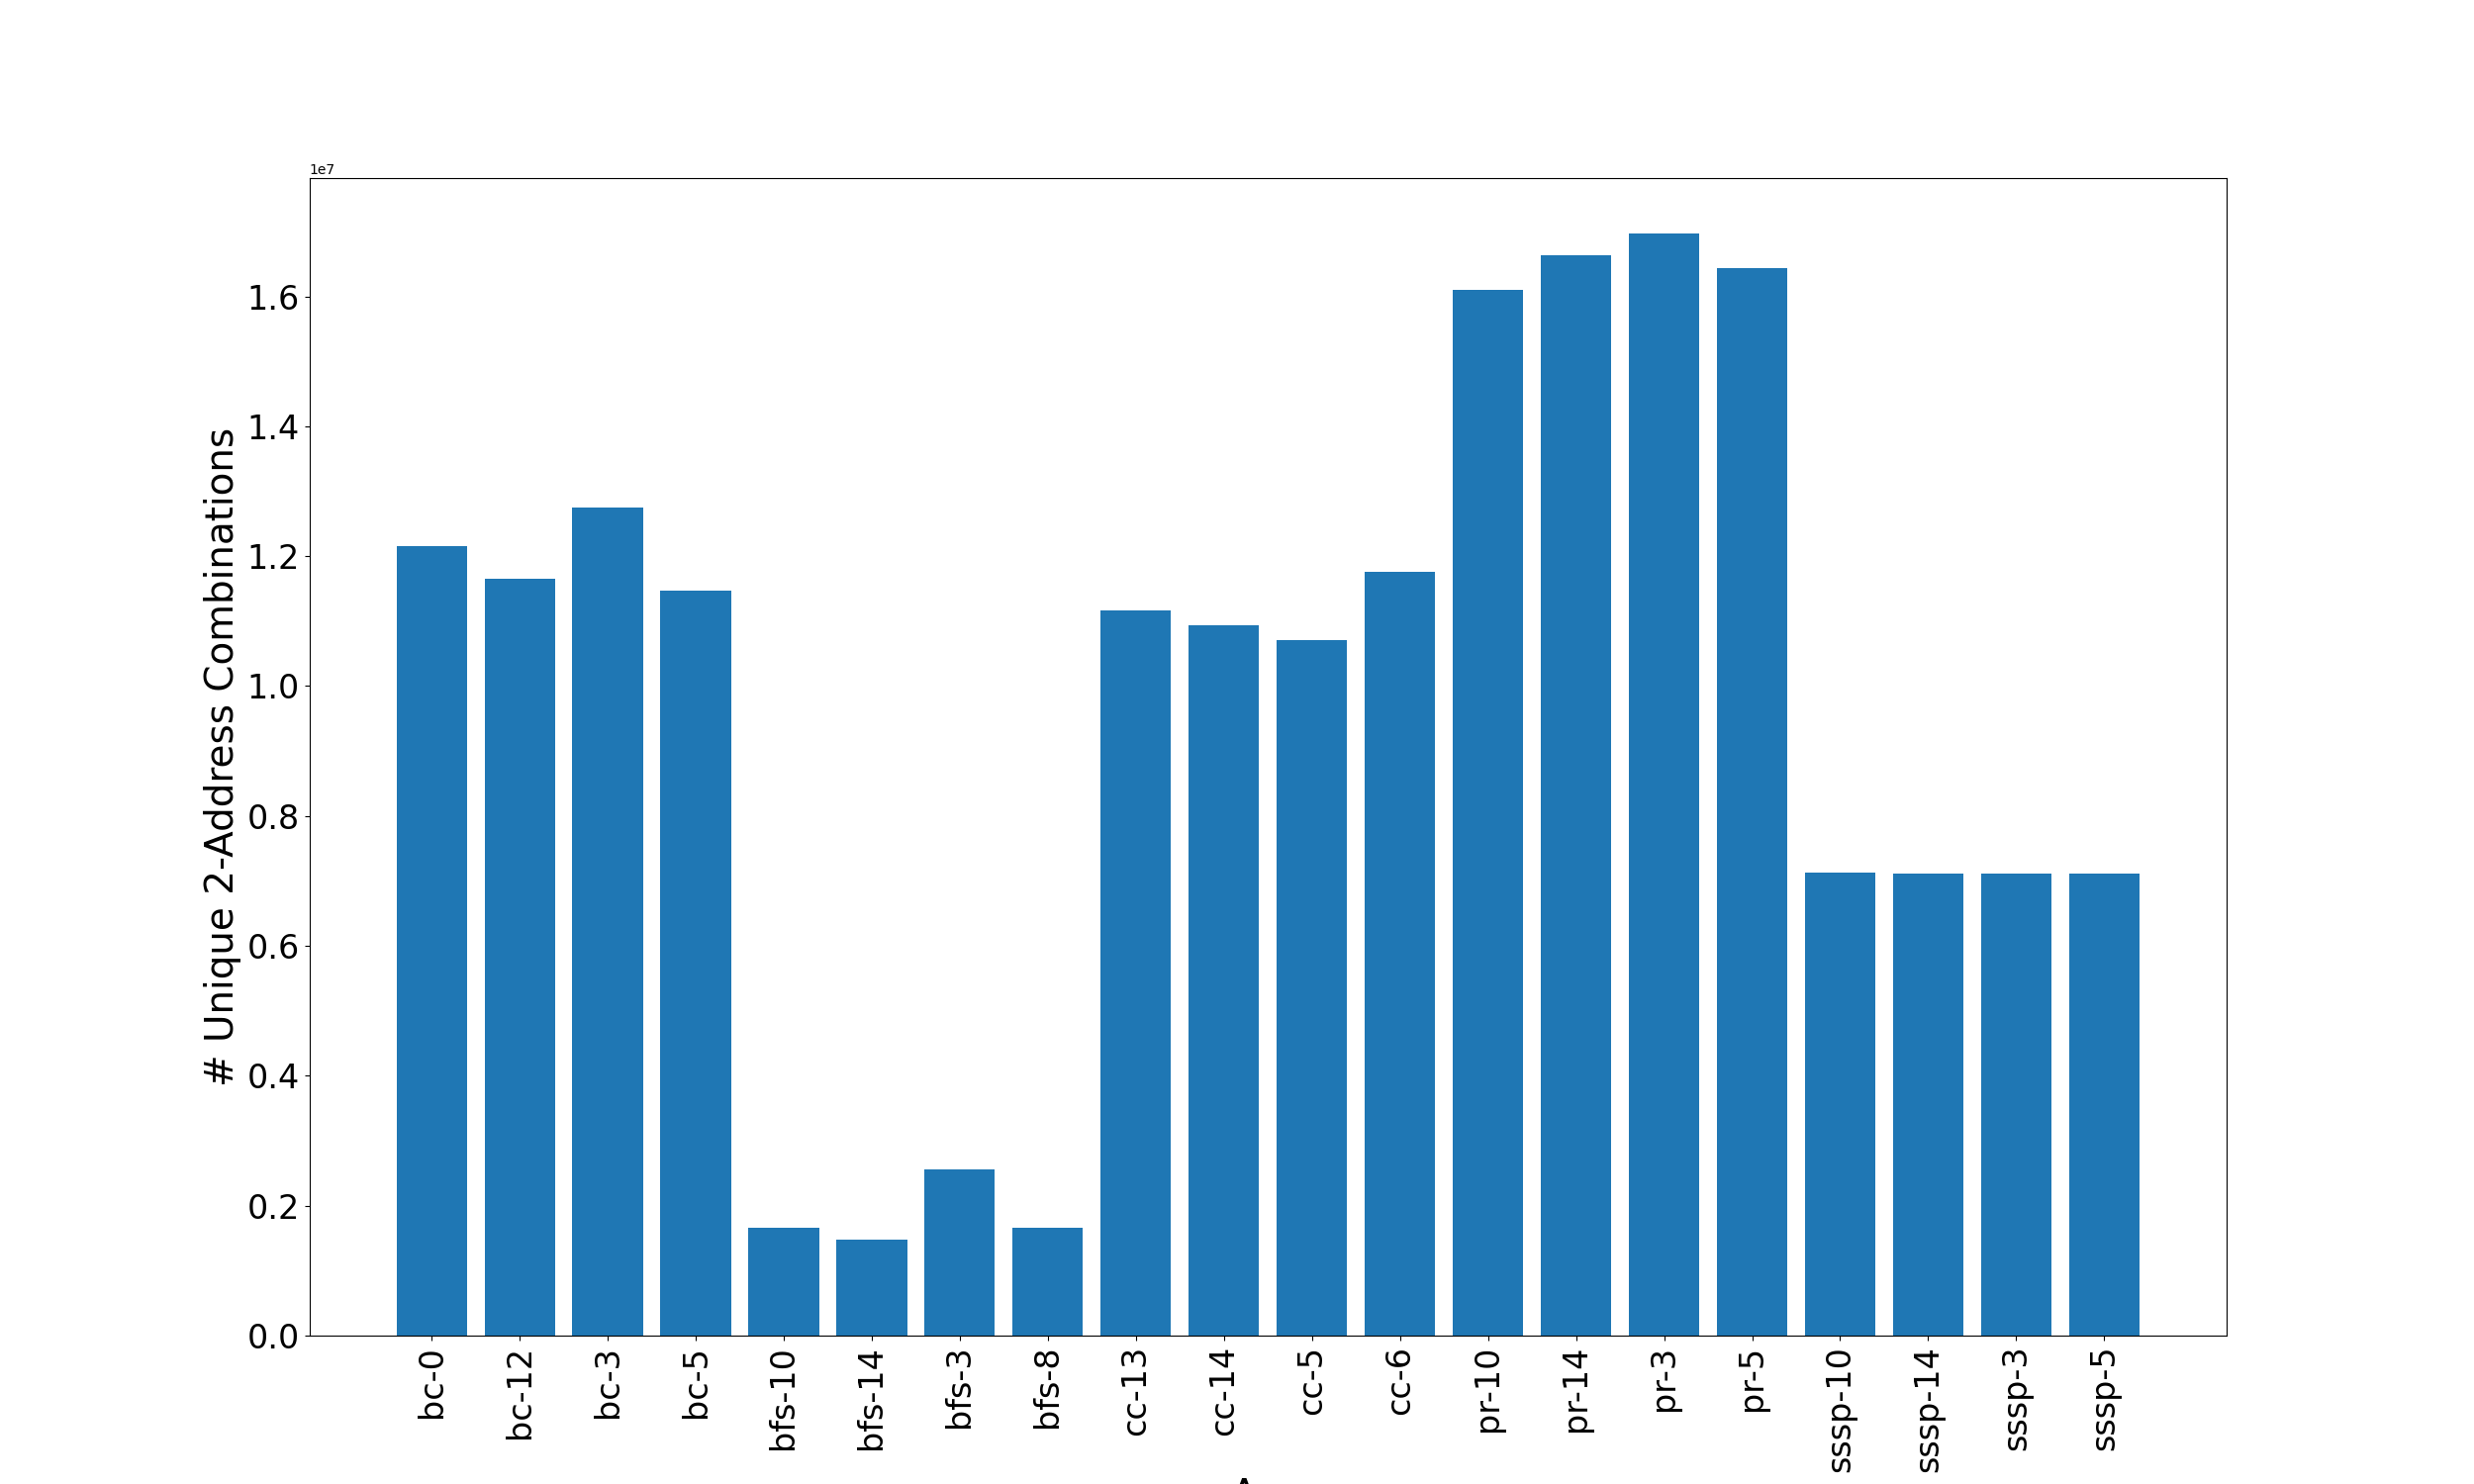 1e7
# Unique 2-Address Combinations
1.6
1.4
1.2
1.0
0.8
0.6
0.4
0.2
0.0
bc-0
bc-12
bc-3
bc-5
bfs-10
bfs-14
bfs-3
bfs-8
cc-13
cc-14
cc-5
cc-6
pr-10
pr-14
pr-3
pr-5
sssp-10
sssp-14
sssp-3
sssp-5